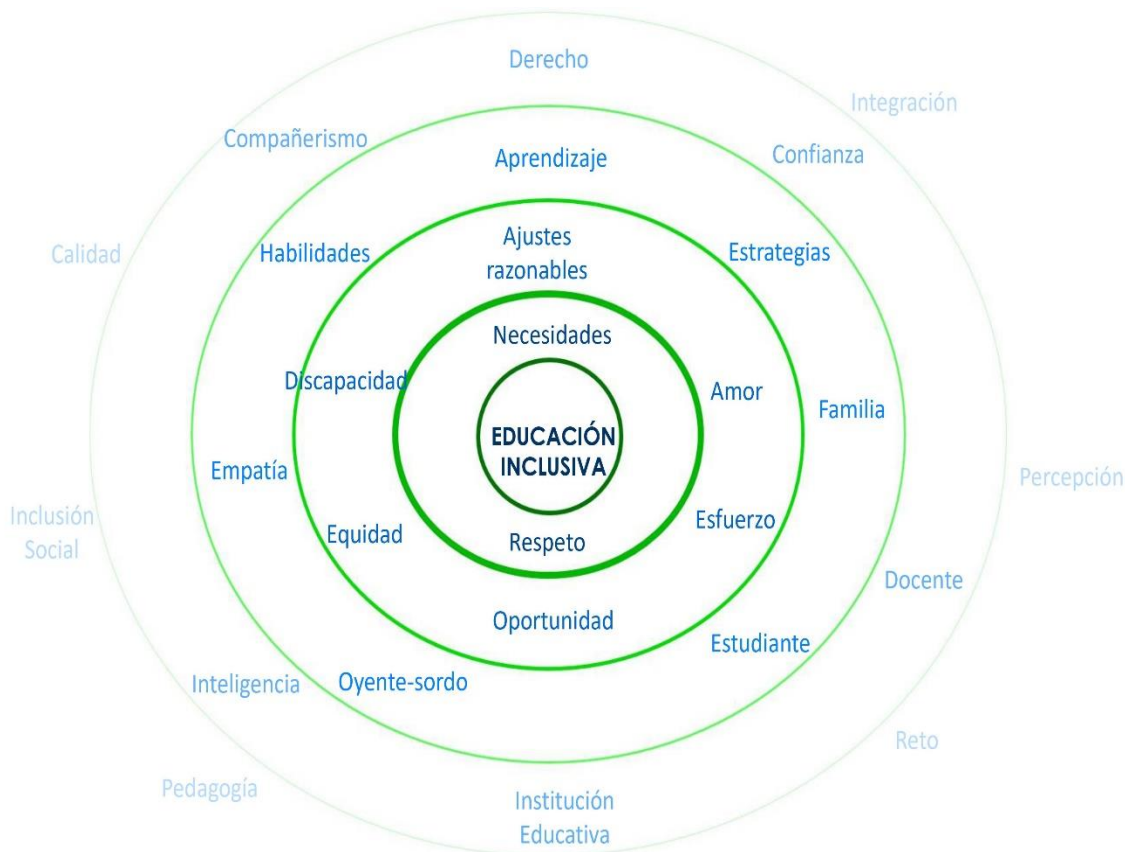 Derecho
Integración
Compañerismo
Confianza
Aprendizaje
Ajustes
razonables
Habilidades
Estrategias
Calidad
Necesidades
Discapacidad
Amor
Familia
EDUCACIÓN
INCLUSIVA
Empatía
Percepción
Inclusión
Social
Equidad
Respeto
Esfuerzo
Docente
Oportunidad
Estudiante
Inteligencia
Oyente-sordo
Reto
Pedagogía
Institución
Educativa